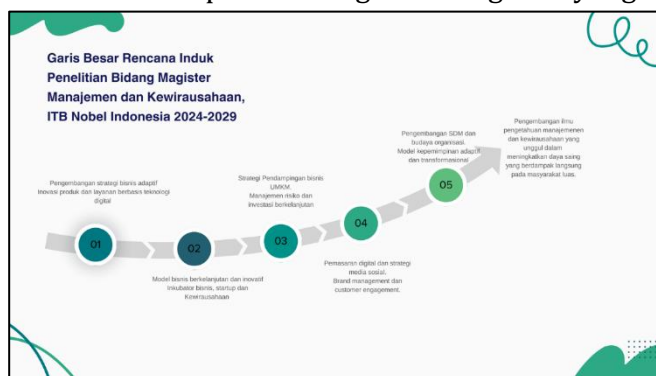 Garis Besar Rencana Induk
Penelitian Bidang Magister
Manajemen dan Kewirausahaan,
ITB Nobel Indonesia 2024-2029
Pengembangan strategi bisnis adaptif
inovasi produk dan layanan berbasis teknologi
digital
01
02
Model bisnis berkelanjutan dan inovatif
Inkubator bisnis, startup dan
Kewirausahaan
Strategi Pendampingan bisnis
UMKM.
Manajemen risiko dan
investasi berkelanjutan
03
04
Pemasaran digital dan strategi
media sosial.
Brand management dan
customer engagement.
Pengembangan SDM dan
budaya organisasi.
Model kepemimpinan adaptif
dan transformasional
05
Pengembangan ilmu
pengetahuan manajemenen
dan kewirausahaan yang
unggul dalam
meningkatkan daya saing
yang berdampak langsung
pada masyarakat luas.